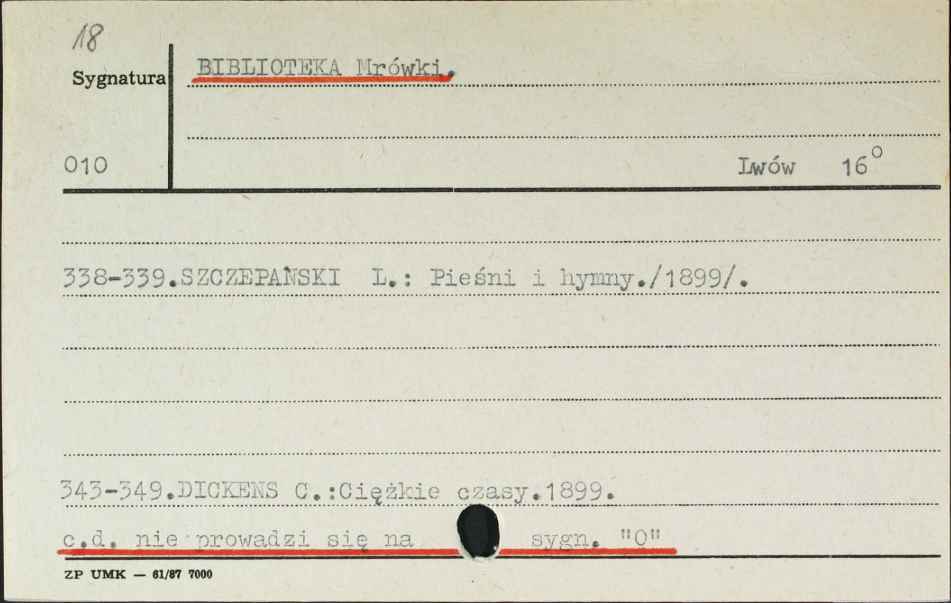 18
Sygnatura
BIBLIOTEKA Mrówki.
010
Lwów 16°
338-339.SZCZEPAŃSKI L.: Pieśni i hymny./1899/.
343-349.DICKENS C.:Ciężkie czasy.1899.
c.d. nie prowadzi się na sygn. "O"
ZP UMK — 61/87 7000